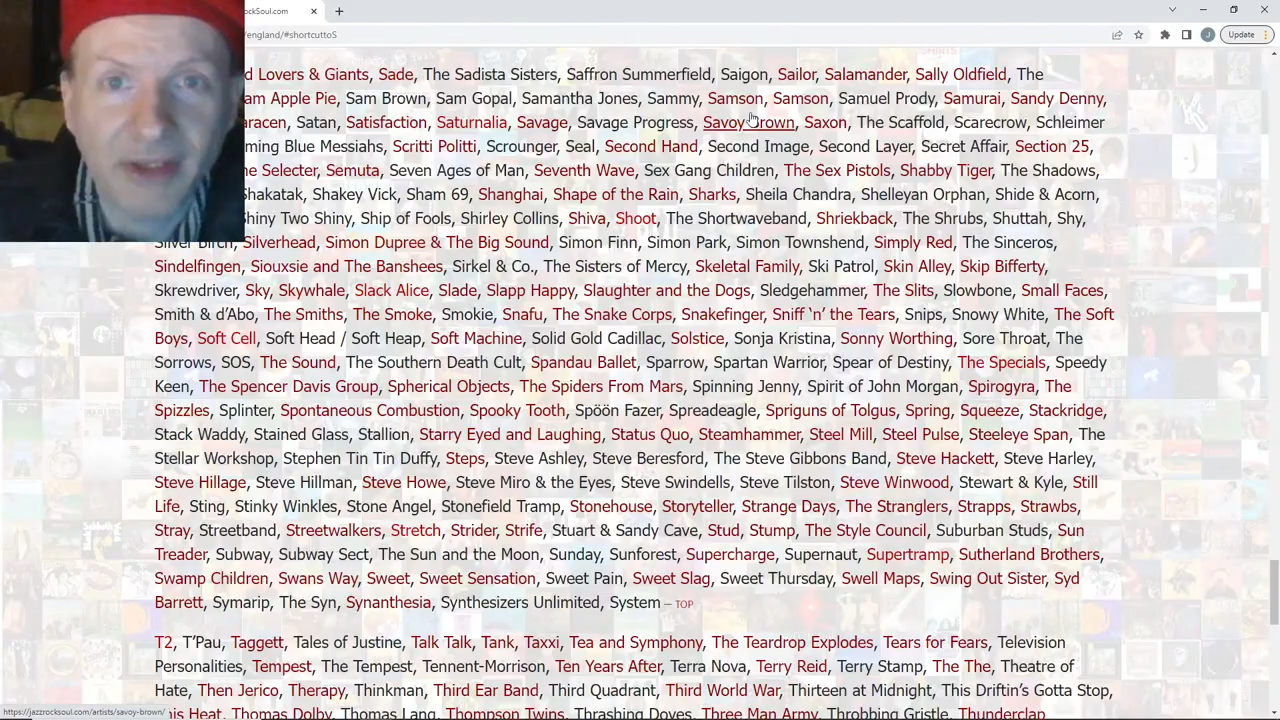 ckSoul.com
Update
/england/#shortcuttoS
d Lovers & Giants, Sade, The Sadista Sisters, Saffron Summerfield, Saigon, Sailor, Salamander, Sally Oldfield, The
am Apple Pie, Sam Brown, Sam Gopal, Samantha Jones, Sammy, Samson, Samson, Samuel Prody, Samurai, Sandy Denny,
aracen, Satan, Satisfaction, Saturnalia, Savage, Savage Progress, Savoy Brown, Saxon, The Scaffold, Scarecrow, Schleimer
ming Blue Messiahs, Scritti Politti, Scrounger, Seal, Second Hand, Second Image, Second Layer, Secret Affair, Section 25,
e Selecter, Semuta, Seven Ages of Man, Seventh Wave, Sex Gang Children, The Sex Pistols, Shabby Tiger, The Shadows,
hakatak, Shakey Vick, Sham 69, Shanghai, Shape of the Rain, Sharks, Sheila Chandra, Shelleyan Orphan, Shide & Acorn,
Shiny Two Shiny, Ship of Fools, Shirley Collins, Shiva, Shoot, The Shortwaveband, Shriekback, The Shrubs, Shuttah, Shy,
Silver Birch, Silverhead, Simon Dupree & The Big Sound, Simon Finn, Simon Park, Simon Townshend, Simply Red, The Sinceros,
Sindelfingen, Siouxsie and The Banshees, Sirkel & Co., The Sisters of Mercy, Skeletal Family, Ski Patrol, Skin Alley, Skip Bifferty,
Skrewdriver, Sky, Skywhale, Slack Alice, Slade, Slapp Happy, Slaughter and the Dogs, Sledgehammer, The Slits, Slowbone, Small Faces,
Smith & d’Abo, The Smiths, The Smoke, Smokie, Snafu, The Snake Corps, Snakefinger, Sniff ‘n’ the Tears, Snips, Snowy White, The Soft
Boys, Soft Cell, Soft Head / Soft Heap, Soft Machine, Solid Gold Cadillac, Solstice, Sonja Kristina, Sonny Worthing, Sore Throat, The
Sorrows, SOS, The Sound, The Southern Death Cult, Spandau Ballet, Sparrow, Spartan Warrior, Spear of Destiny, The Specials, Speedy
Keen, The Spencer Davis Group, Spherical Objects, The Spiders From Mars, Spinning Jenny, Spirit of John Morgan, Spirogyra, The
Spizzles, Splinter, Spontaneous Combustion, Spooky Tooth, Spöön Fazer, Spreadeagle, Spriguns of Tolgus, Spring, Squeeze, Stackridge,
Stack Waddy, Stained Glass, Stallion, Starry Eyed and Laughing, Status Quo, Steamhammer, Steel Mill, Steel Pulse, Steeleye Span, The
Stellar Workshop, Stephen Tin Tin Duffy, Steps, Steve Ashley, Steve Beresford, The Steve Gibbons Band, Steve Hackett, Steve Harley,
Steve Hillage, Steve Hillman, Steve Howe, Steve Miro & the Eyes, Steve Swindells, Steve Tilston, Steve Winwood, Stewart & Kyle, Still
Life, Sting, Stinky Winkles, Stone Angel, Stonefield Tramp, Stonehouse, Storyteller, Strange Days, The Stranglers, Strapps, Strawbs,
Stray, Streetband, Streetwalkers, Stretch, Strider, Strife, Stuart & Sandy Cave, Stud, Stump, The Style Council, Suburban Studs, Sun
Treader, Subway, Subway Sect, The Sun and the Moon, Sunday, Sunforest, Supercharge, Supernaut, Supertramp, Sutherland Brothers,
Swamp Children, Swans Way, Sweet, Sweet Sensation, Sweet Pain, Sweet Slag, Sweet Thursday, Swell Maps, Swing Out Sister, Syd
Barrett, Symarip, The Syn, Synanthesia, Synthesizers Unlimited, System — TOP
T2, T’Pau, Taggett, Tales of Justine, Talk Talk, Tank, Taxxi, Tea and Symphony, The Teardrop Explodes, Tears for Fears, Television
Personalities, Tempest, The Tempest, Tennent-Morrison, Ten Years After, Terra Nova, Terry Reid, Terry Stamp, The The, Theatre of
Hate, Then Jerico, Therapy, Thinkman, Third Ear Band, Third Quadrant, Third World War, Thirteen at Midnight, This Driftin’s Gotta Stop,
his Heat, Thomas Dolby, Thomas Lang, Thompson Twins, Thrashing Doves, Three Man Army, Throbbing Gristle, Thunderclap
https://jazzrocksoul.com/artists/savoy-brown/